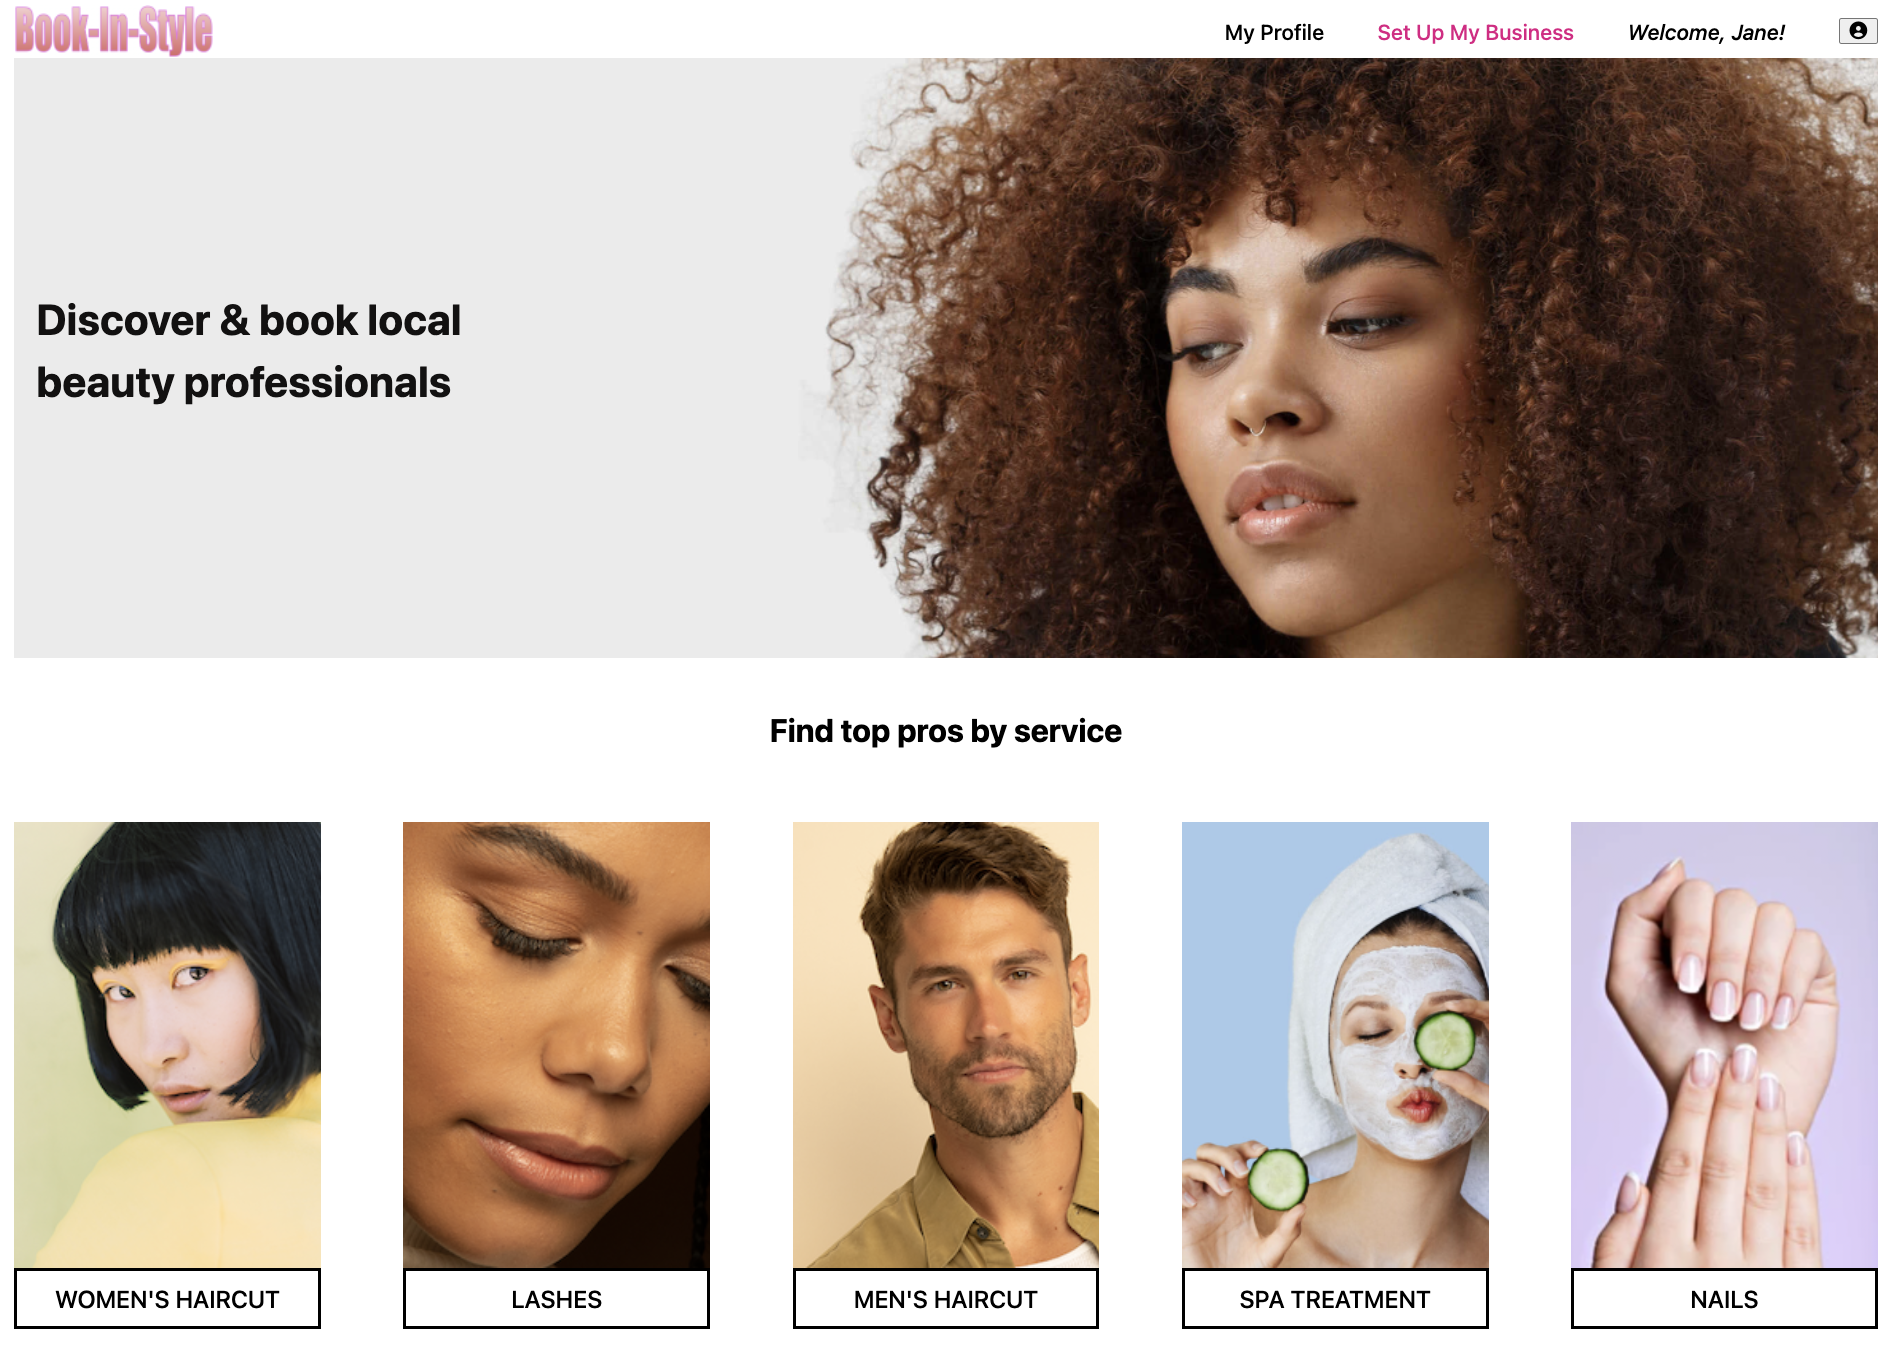 Book-In-Style
My Profile
Set Up My Business
Welcome, Jane!
Discover & book local
beauty professionals
Find top pros by service
WOMEN'S HAIRCUT
LASHES
MEN'S HAIRCUT
SPA TREATMENT
NAILS